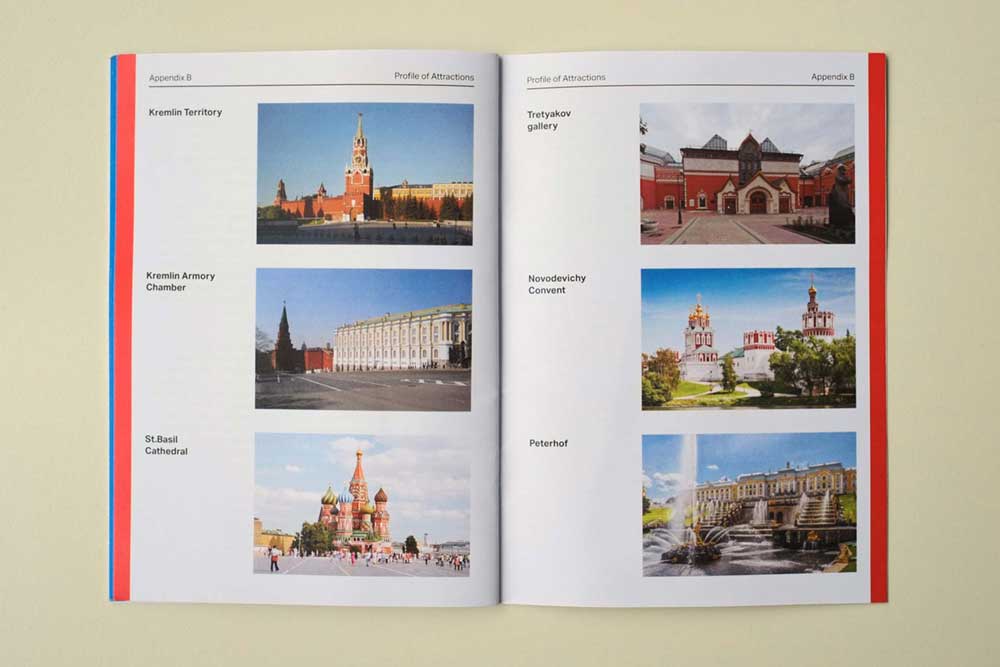 Appendix B
Profile of Attractions
Kremlin Territory
Kremlin Armory
Chamber
St.Basil
Cathedral
Profile of Attractions
Appendix B
Tretyakov
gallery
Novodevichy
Convent
Peterhof